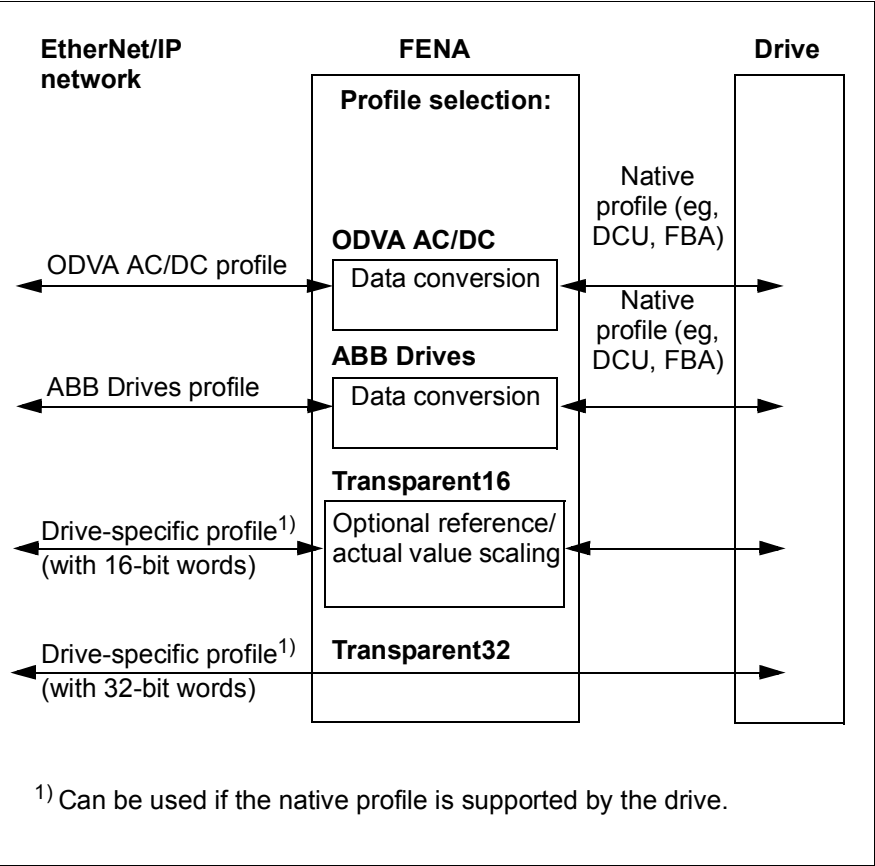 EtherNet/IP
network
FENA
Drive
Profile selection:
Native
profile (eg,
DCU, FBA)
ODVA AC/DC
ODVA AC/DC profile
Data conversion
Native
profile (eg,
DCU, FBA)
ABB Drives
ABB Drives profile
Data conversion
Transparent16
Drive-specific profile1)
(with 16-bit words)
Optional reference/
actual value scaling
Transparent32
Drive-specific profile1)
(with 32-bit words)
1) Can be used if the native profile is supported by the drive.